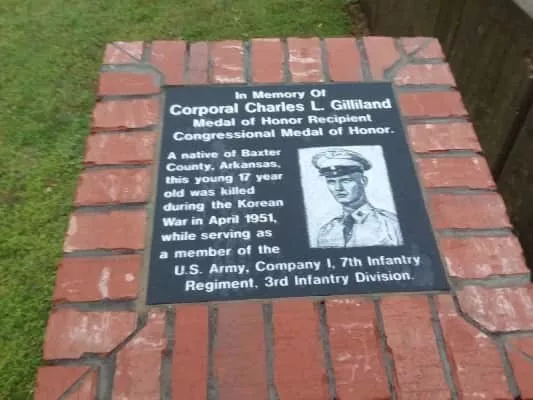 In Memory Of
Corporal Charles L. Gilliland
Medal of Honor Recipient
Congressional Medal of Honor.
A native of Baxter
County, Arkansas,
this young 17 year
old was killed
during the Korean
War in April 1951,
while serving as
a member of the
U.S. Army, Company I, 7th Infantry
Regiment, 3rd Infantry Division.